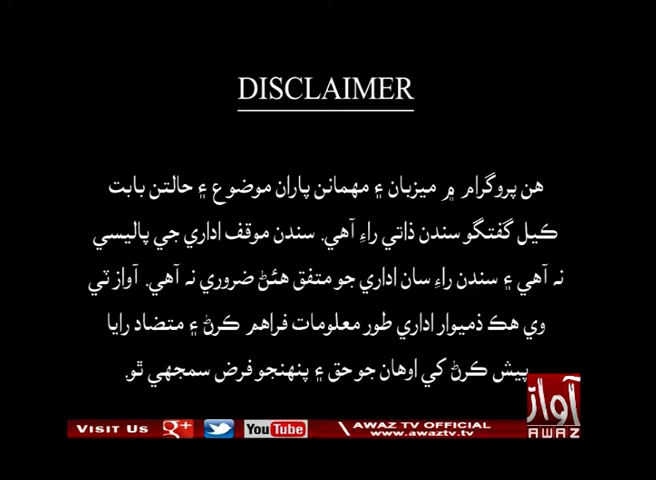 DISCLAIMER
هن پروگرام ۾ ميزبان ۽ مهمانن پاران موضوع ۽ حالتن بابت
ڪيل گفتگو سندن ذاتي راءِ آهي. سندن موقف اداري جي پاليسي
نه آهي ۽ سندن راءِ سان اداري جو متفق هئڻ ضروري نه آهي. آواز ٽي
وي هڪ ذميوار اداري طور معلومات فراهم ڪرڻ ۽ متضاد رايا
پيش ڪرڻ کي اوهان جو حق ۽ پنهنجو فرض سمجهي ٿو.
آواز
AWAZ
VISIT US
g+
YouTube
AWAZ TV OFFICIAL
www.awaztv.tv